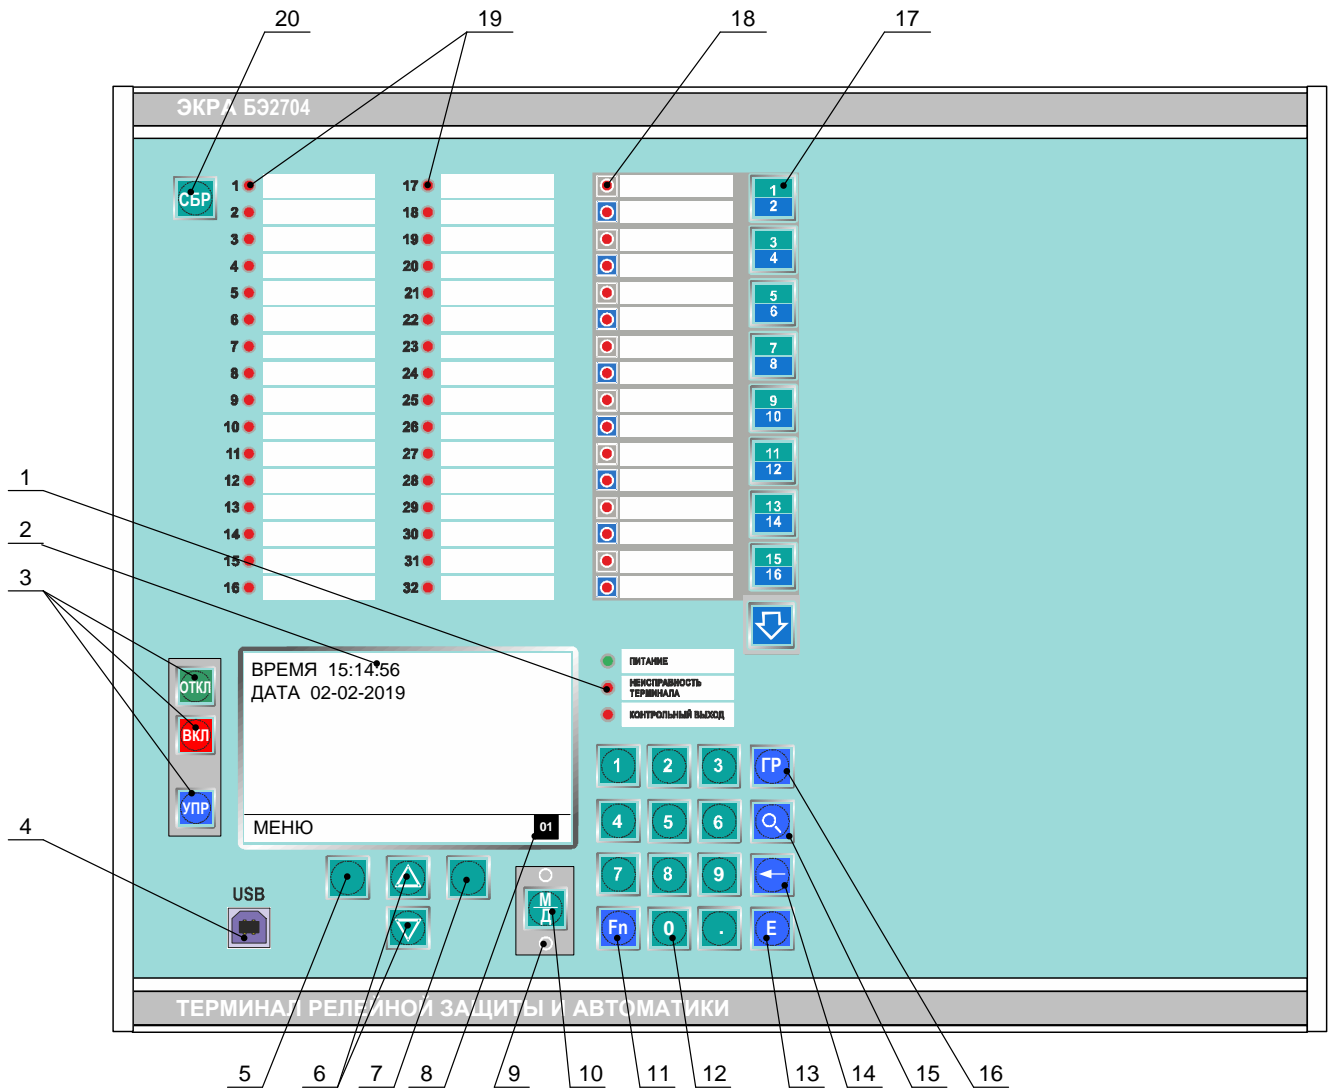 20 19 18 17
ЭКРА БЭ2704
СБР
1 17 1
2 18 2
3 19 3
4 20 4
5 21 5
6 22 6
7 23 7
8 24 8
9 25 9
10 26 10
11 27 11
12 28 12
13 29 13
14 30 14
15 31 15
16 32 16
1
2
3
4
ОТКЛ
ВКЛ
УПР
ВРЕМЯ 15:14:56
ДАТА 02-02-2019
МЕНЮ 01
ПИТАНИЕ
НЕИСПРАВНОСТЬ
ТЕРМИНАЛА
КОНТРОЛЬНЫЙ ВЫХОД
USB
М
Д
1 2 3 ГР
4 5 6
7 8 9
Fn 0 . E
ТЕРМИНАЛ РЕЛЕЙНОЙ ЗАЩИТЫ И АВТОМАТИКИ
5 6 7 8 9 10 11 12 13 14 15 16